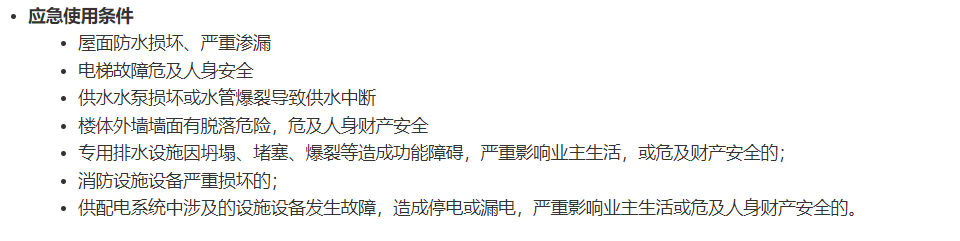 • 应急使用条件
• 屋面防水损坏、严重渗漏
• 电梯故障危及人身安全
• 供水水泵损坏或水管爆裂导致供水中断
• 楼体外墙墙面有脱落危险，危及人身财产安全
• 专用排水设施因坍塌、堵塞、爆裂等造成功能障碍，严重影响业主生活，或危及财产安全的；
• 消防设施设备严重损坏的；
• 供配电系统中涉及的设施设备发生故障，造成停电或漏电，严重影响业主生活或危及人身财产安全的。